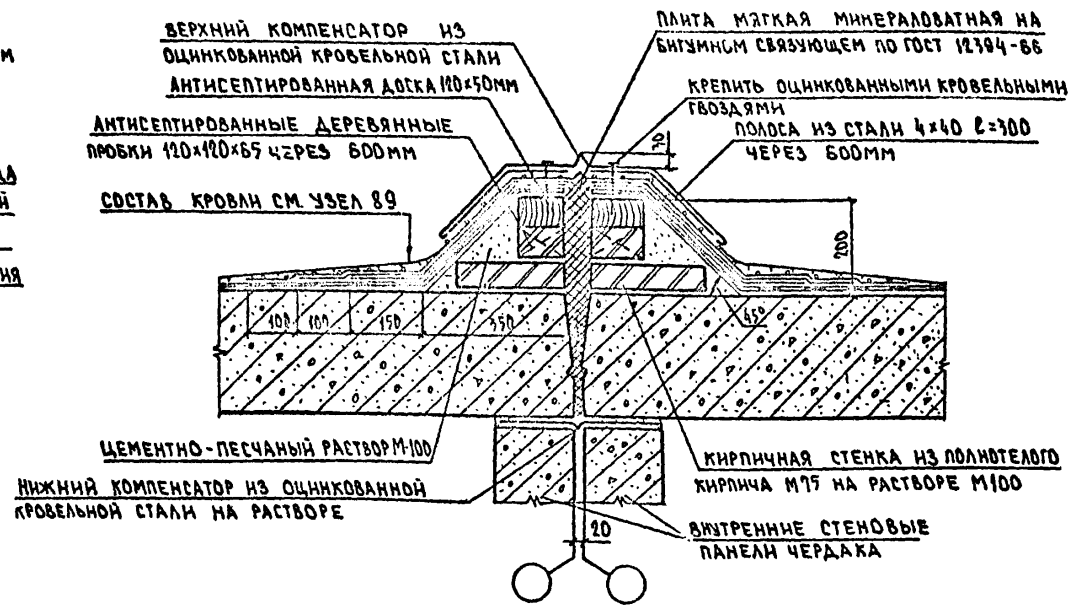 ВЕРХНИЙ КОМПЕНСАТОР ИЗ
ОЦИНКОВАННОЙ КРОВЕЛЬНОЙ СТАЛИ
АНТИСЕПТИРОВАННАЯ ДОСКА 120×50ММ
АНТИСЕПТИРОВАННЫЕ ДЕРЕВЯННЫЕ
ПРОБКИ 120×120×65 ЧЕРЕЗ 600ММ
СОСТАВ КРОВЛИ СМ. УЗЕЛ 89
ПЛИТА МЯГКАЯ МИНЕРАЛОВАТНАЯ НА
БИТУМНОМ СВЯЗУЮЩЕМ ПО ГОСТ 12394-66
КРЕПИТЬ ОЦИНКОВАННЫМИ КРОВЕЛЬНЫМИ
ГВОЗДЯМИ
ПОЛОСА ИЗ СТАЛИ 4×40 ℓ=300
ЧЕРЕЗ 600ММ
200
100 100 150 350
45°
ЦЕМЕНТНО-ПЕСЧАНЫЙ РАСТВОР М-100
НИЖНИЙ КОМПЕНСАТОР ИЗ ОЦИНКОВАННОЙ
КРОВЕЛЬНОЙ СТАЛИ НА РАСТВОРЕ
КИРПИЧНАЯ СТЕНКА ИЗ ПОЛНОТЕЛОГО
КИРПИЧА М75 НА РАСТВОРЕ М100
20
ВНУТРЕННИЕ СТЕНОВЫЕ
ПАНЕЛИ ЧЕРДАКА